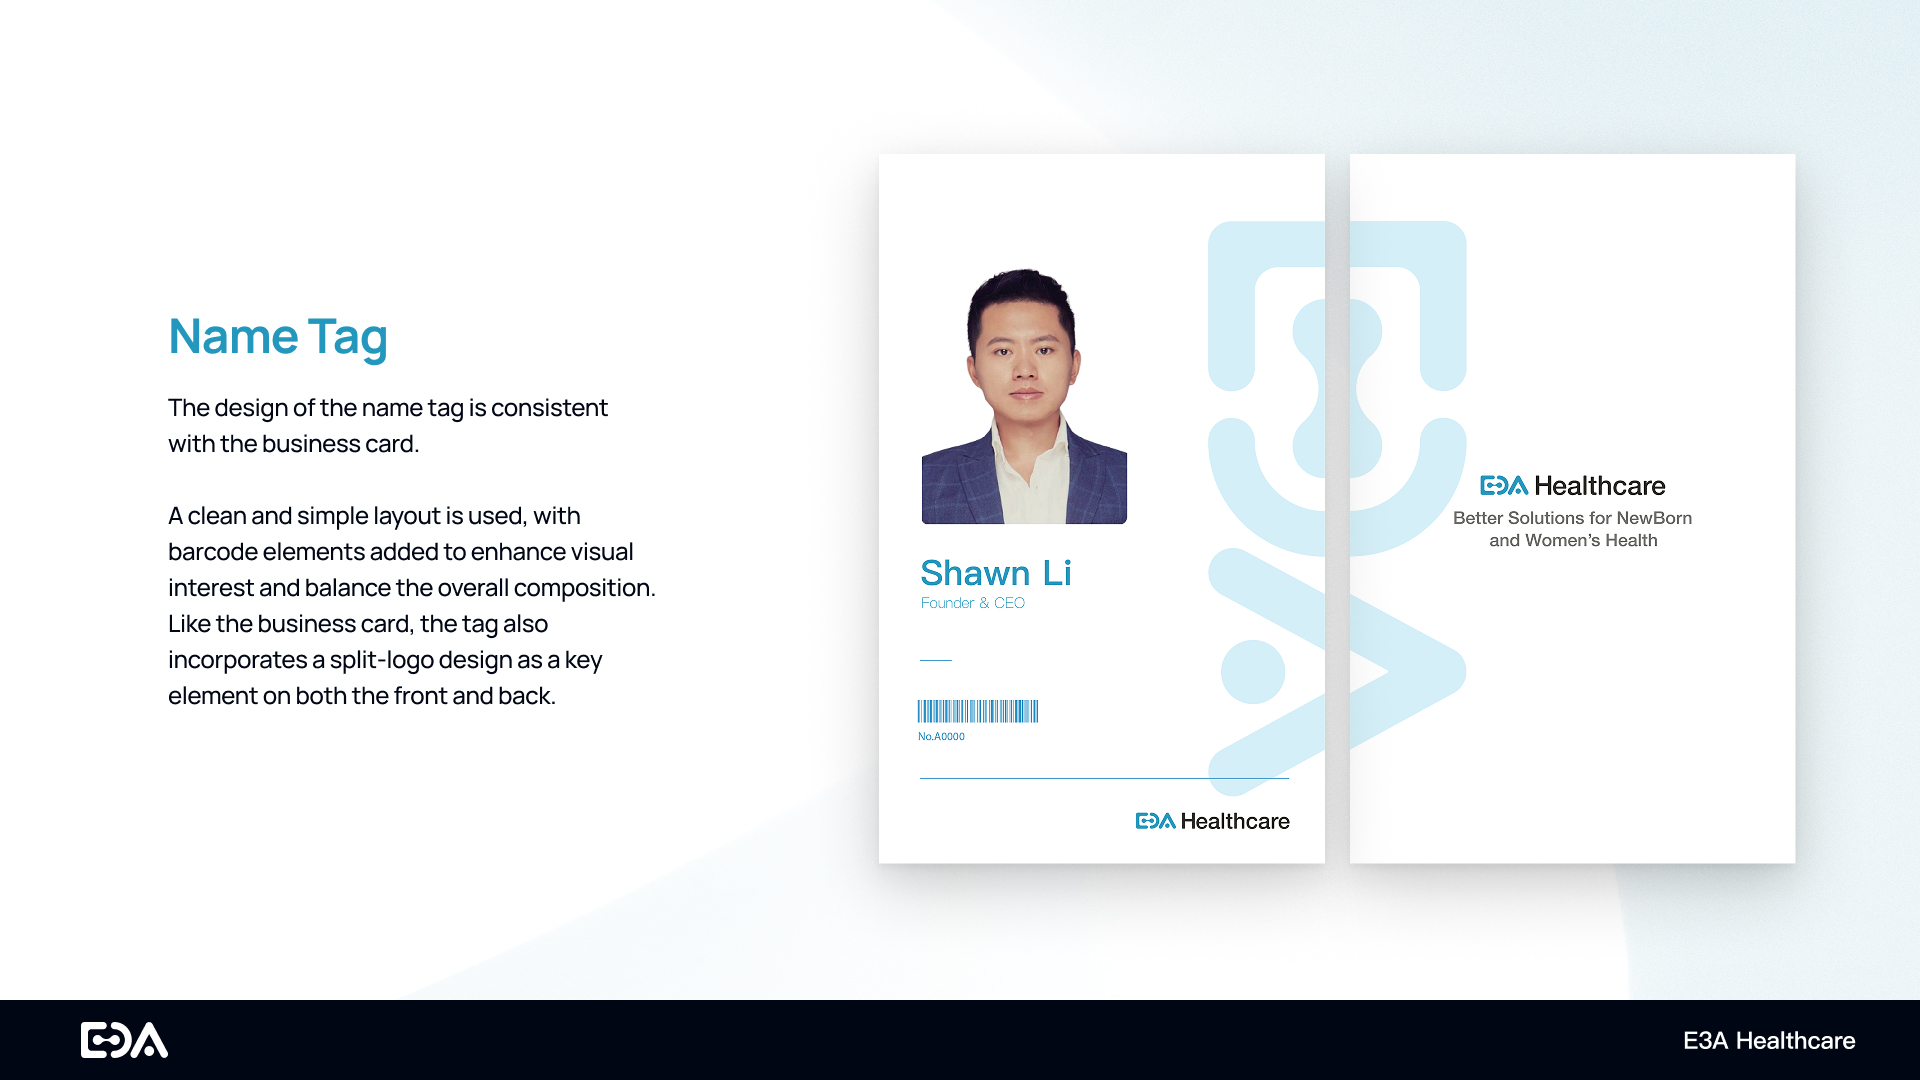 Name Tag
The design of the name tag is consistent
with the business card.
A clean and simple layout is used, with
barcode elements added to enhance visual
interest and balance the overall composition.
Like the business card, the tag also
incorporates a split-logo design as a key
element on both the front and back.
Shawn Li
Founder & CEO
No.A0000
E3A Healthcare
E3A Healthcare
Better Solutions for NewBorn
and Women's Health
E3A
E3A Healthcare